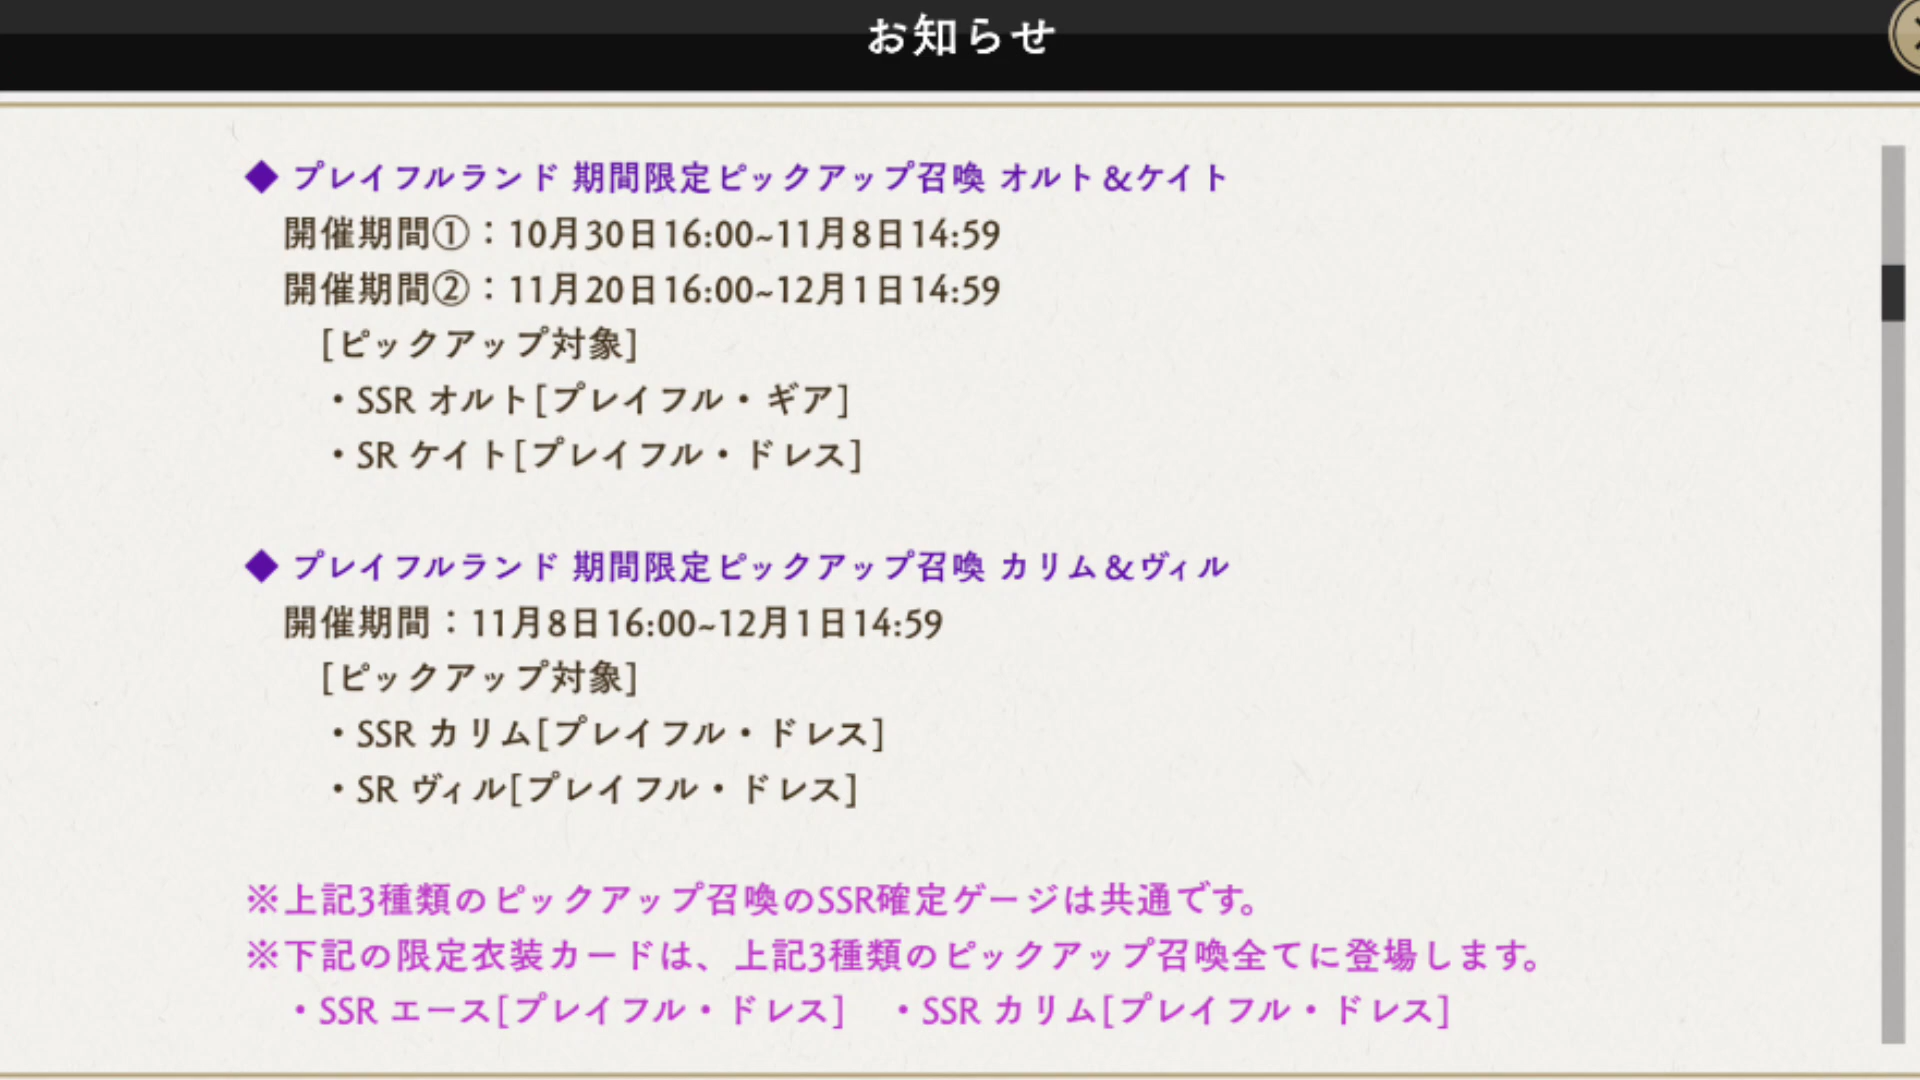 お知らせ
◆ プレイフルランド 期間限定ピックアップ召喚 オルト&ケイト
開催期間①：10月30日16:00~11月8日14:59
開催期間②：11月20日16:00~12月1日14:59
[ピックアップ対象]
・SSR オルト[プレイフル・ギア]
・SR ケイト[プレイフル・ドレス]
◆ プレイフルランド 期間限定ピックアップ召喚 カリム&ヴィル
開催期間：11月8日16:00~12月1日14:59
[ピックアップ対象]
・SSR カリム[プレイフル・ドレス]
・SR ヴィル[プレイフル・ドレス]
※上記3種類のピックアップ召喚のSSR確定ゲージは共通です。
※下記の限定衣装カードは、上記3種類のピックアップ召喚全てに登場します。
・SSR エース[プレイフル・ドレス]　・SSR カリム[プレイフル・ドレス]